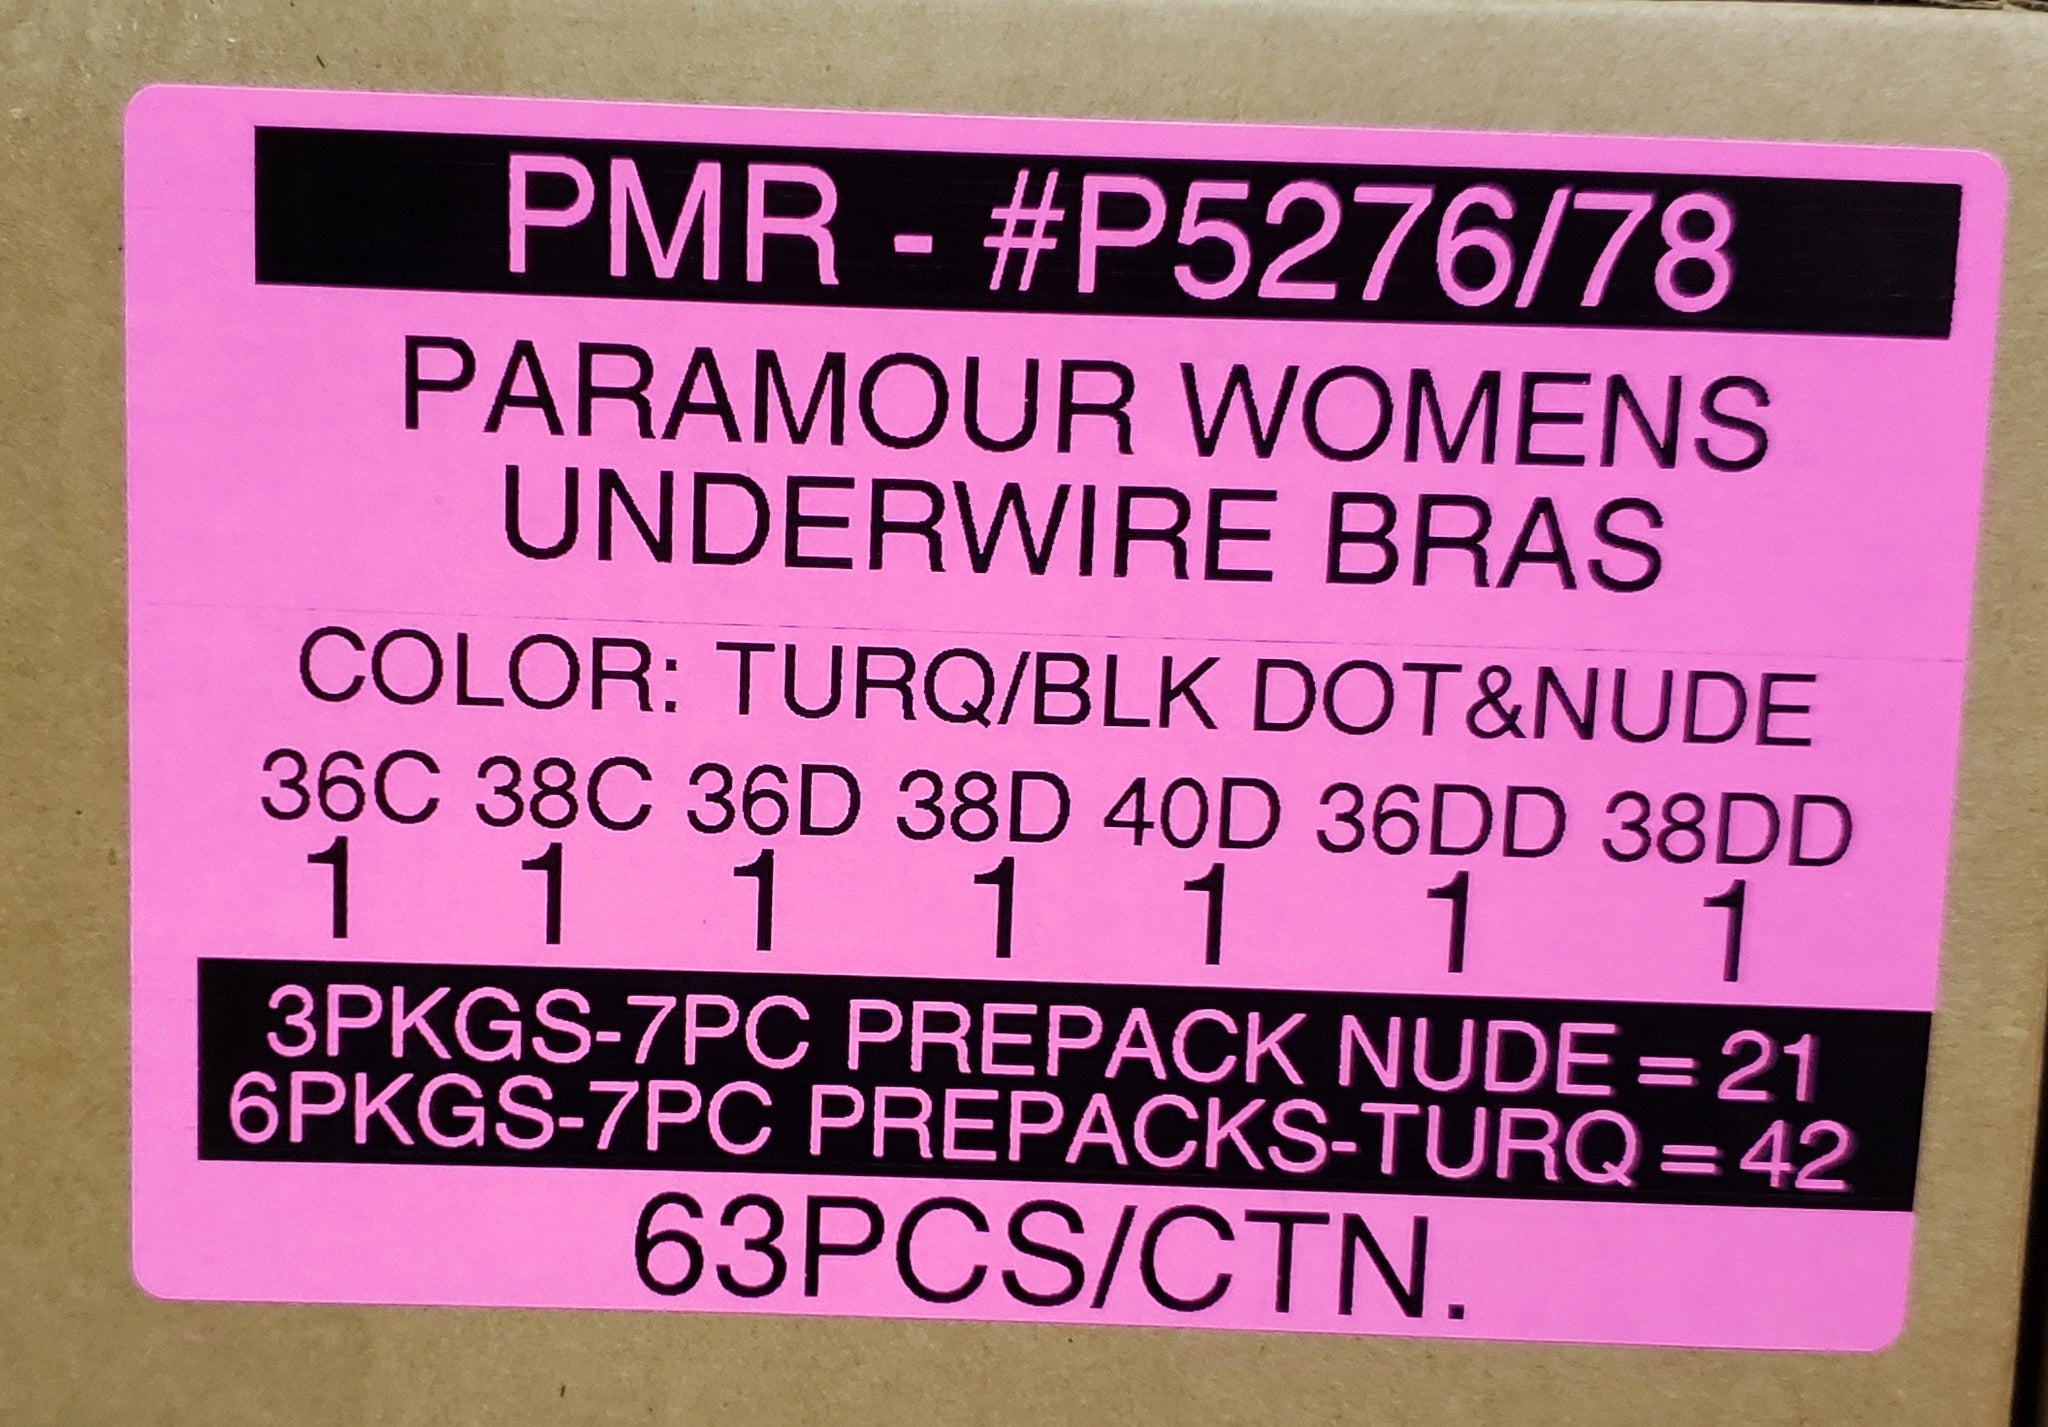 PMR - #P5276/78
PARAMOUR WOMENS
UNDERWIRE BRAS
COLOR: TURQ/BLK DOT&NUDE
36C 38C 36D 38D 40D 36DD 38DD
1 1 1 1 1 1 1
3PKGS-7PC PREPACK NUDE = 21
6PKGS-7PC PREPACKS-TURQ = 42
63PCS/CTN.